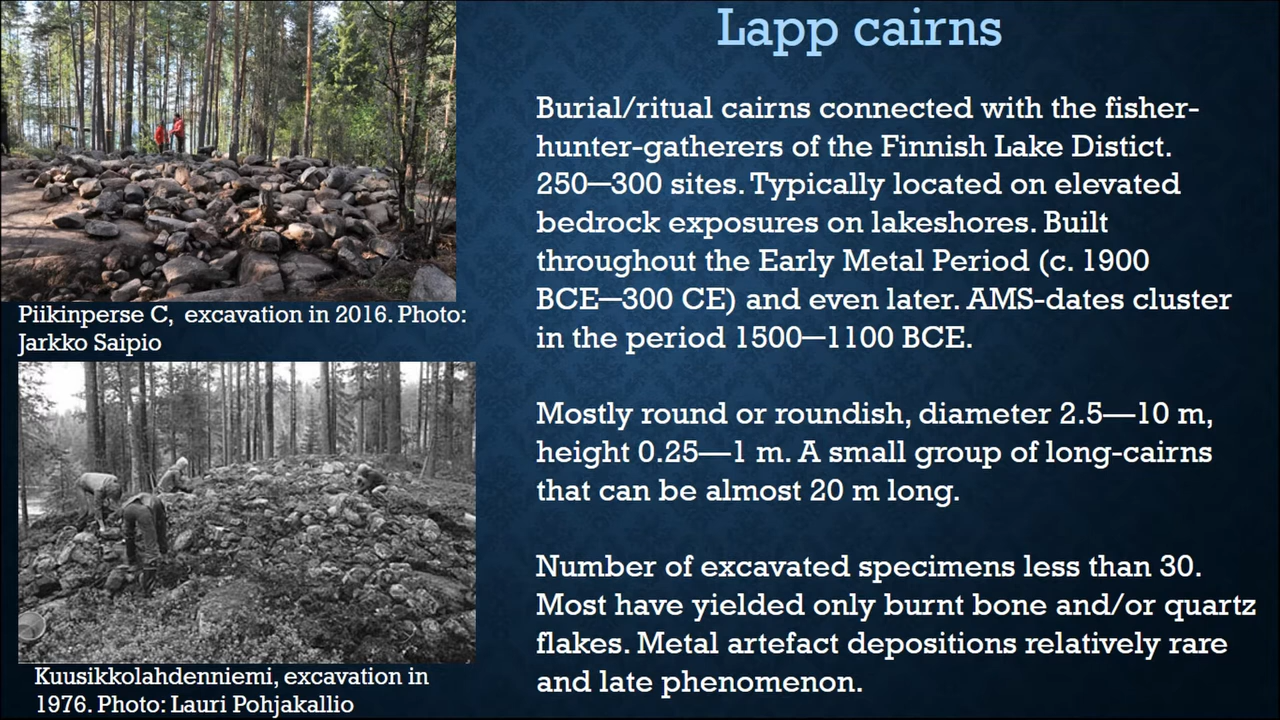 Lapp cairns
Burial/ritual cairns connected with the fisher-
hunter-gatherers of the Finnish Lake Distict.
250—300 sites. Typically located on elevated
bedrock exposures on lakeshores. Built
throughout the Early Metal Period (c. 1900
BCE—300 CE) and even later. AMS-dates cluster
in the period 1500—1100 BCE.
Mostly round or roundish, diameter 2.5—10 m,
height 0.25—1 m. A small group of long-cairns
that can be almost 20 m long.
Number of excavated specimens less than 30.
Most have yielded only burnt bone and/or quartz
flakes. Metal artefact depositions relatively rare
and late phenomenon.
Piikinperse C, excavation in 2016. Photo:
Jarkko Saipio
Kuusikkolahdenniemi, excavation in
1976. Photo: Lauri Pohjakallio